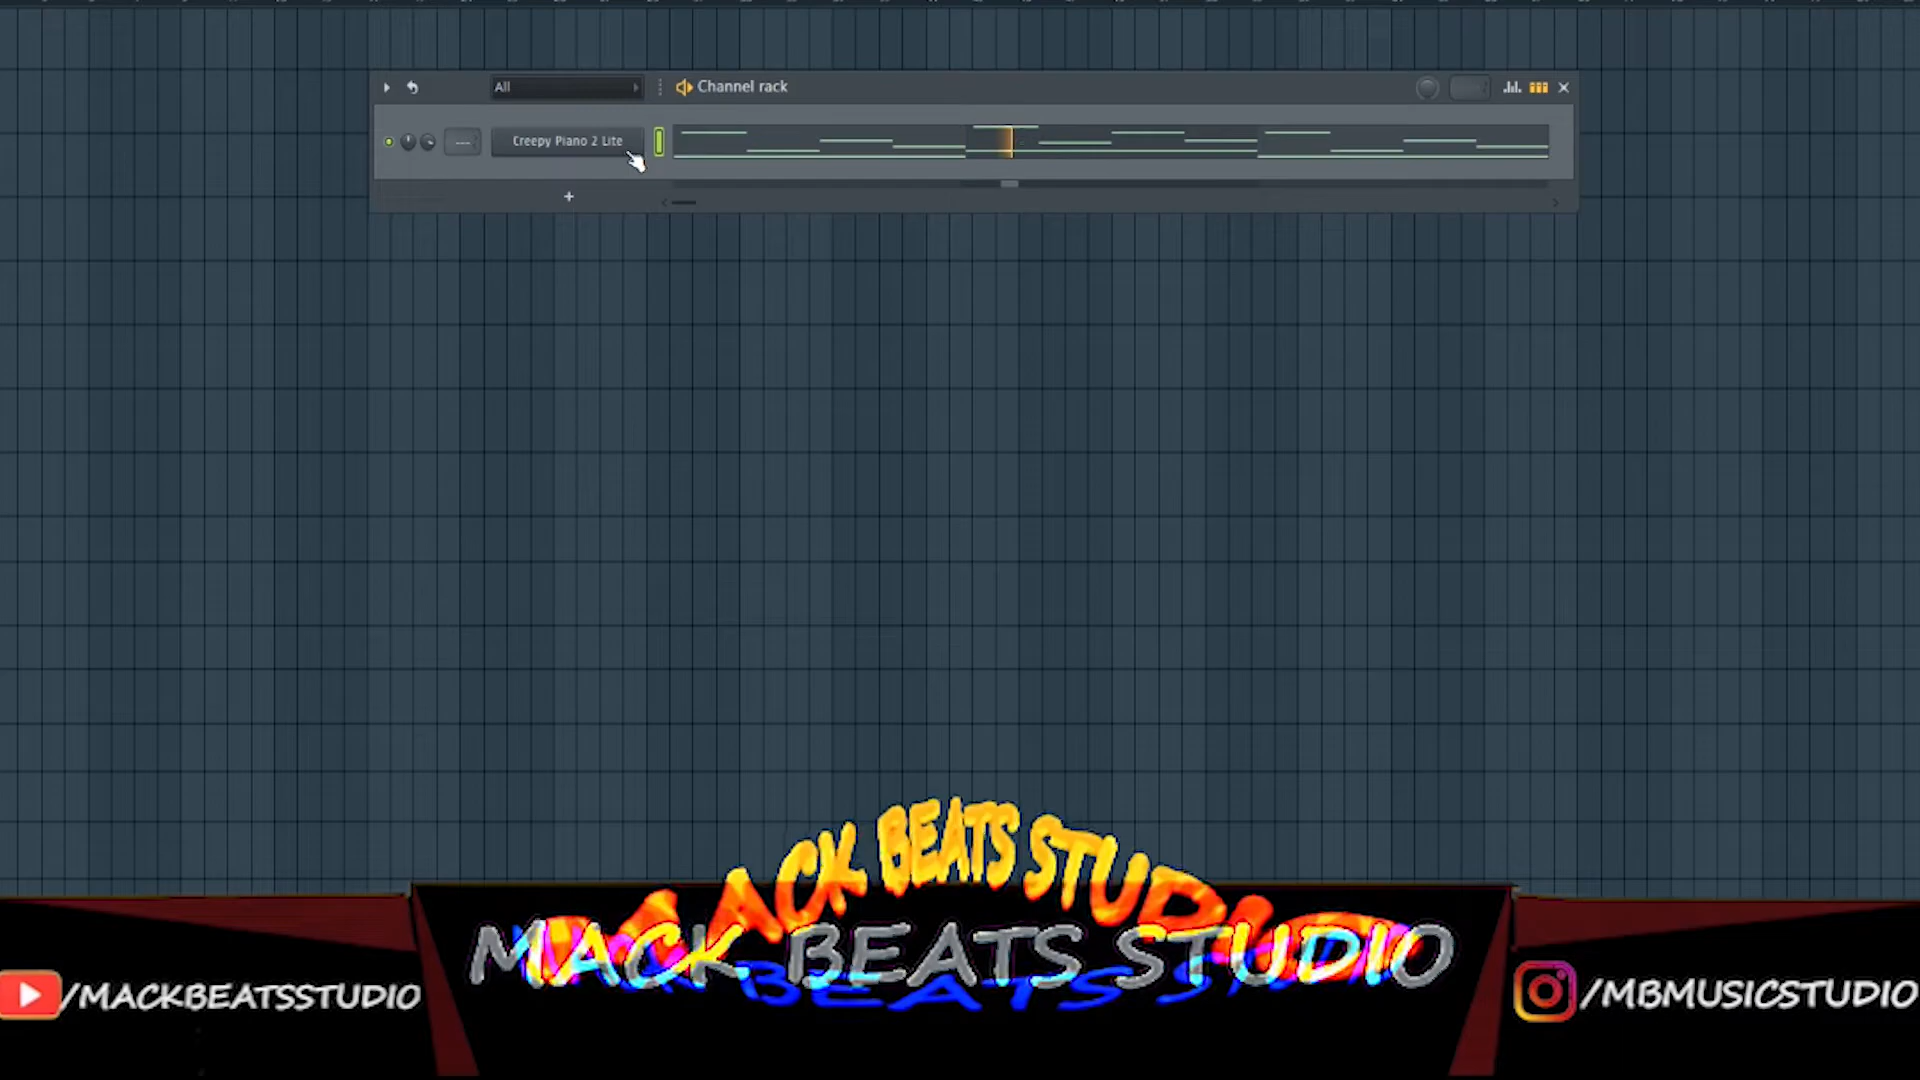 All
Channel rack
Creepy Piano 2 Lite
MACK BEATS STUDIO
MACK BEATS STUDIO
/MACKBEATSSTUDIO
/MBMUSICSTUDIO